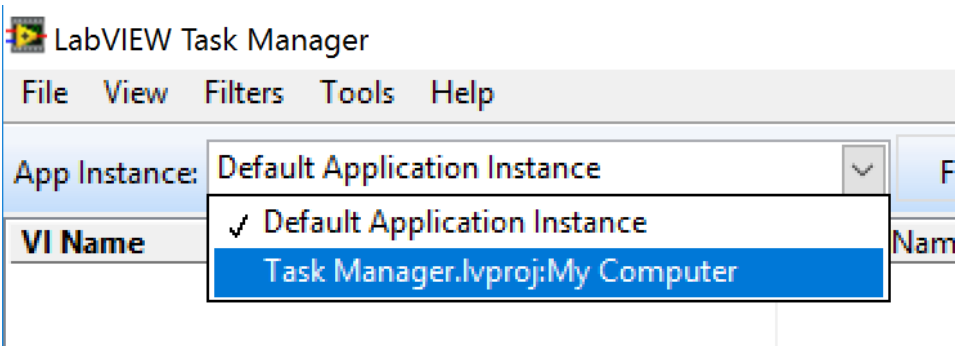 LabVIEW Task Manager
File View Filters Tools Help
App Instance: Default Application Instance F
✓ Default Application Instance
VI Name Nam
Task Manager.lvproj:My Computer